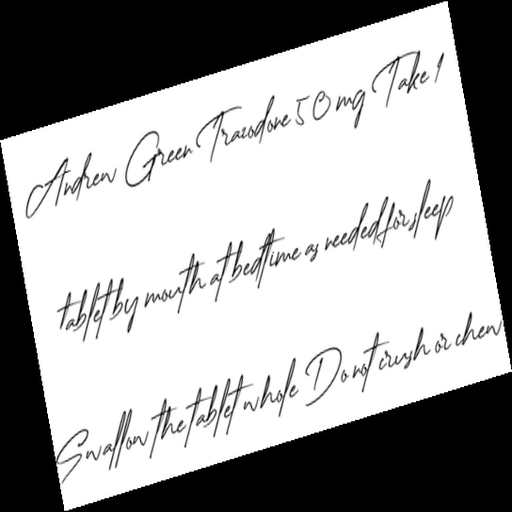 Andrew Green Trazodone 50 mg Take 1
tablet by mouth at bedtime as needed for sleep
Swallow the tablet whole Do not crush or chew